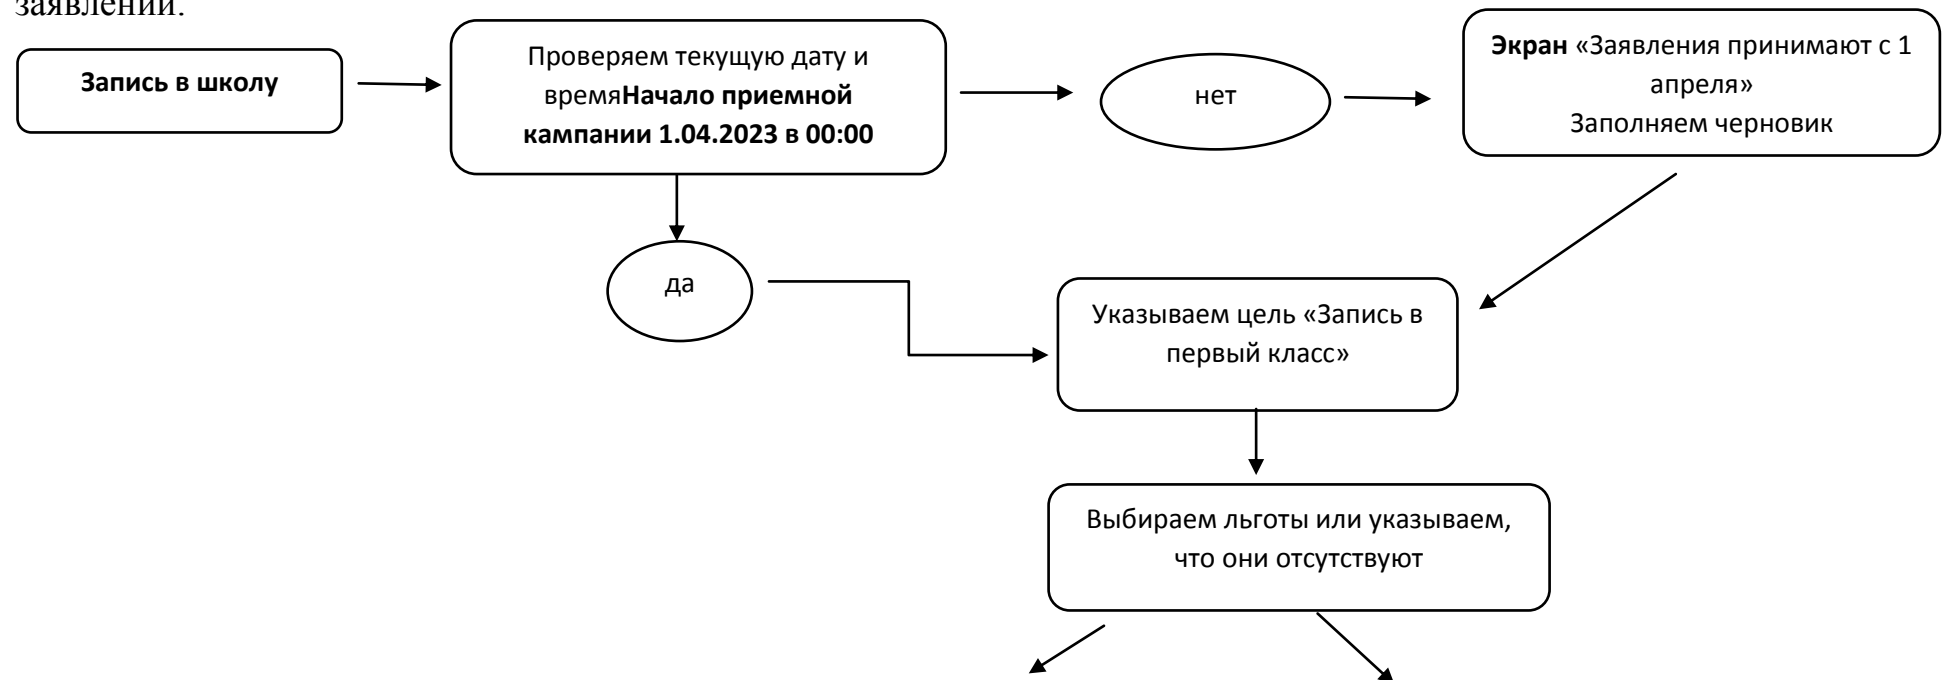 заявлений.
Запись в школу
Проверяем текущую дату и
времяНачало приемной
кампании 1.04.2023 в 00:00
нет
Экран «Заявления принимают с 1
апреля»
Заполняем черновик
да
Указываем цель «Запись в
первый класс»
Выбираем льготы или указываем,
что они отсутствуют